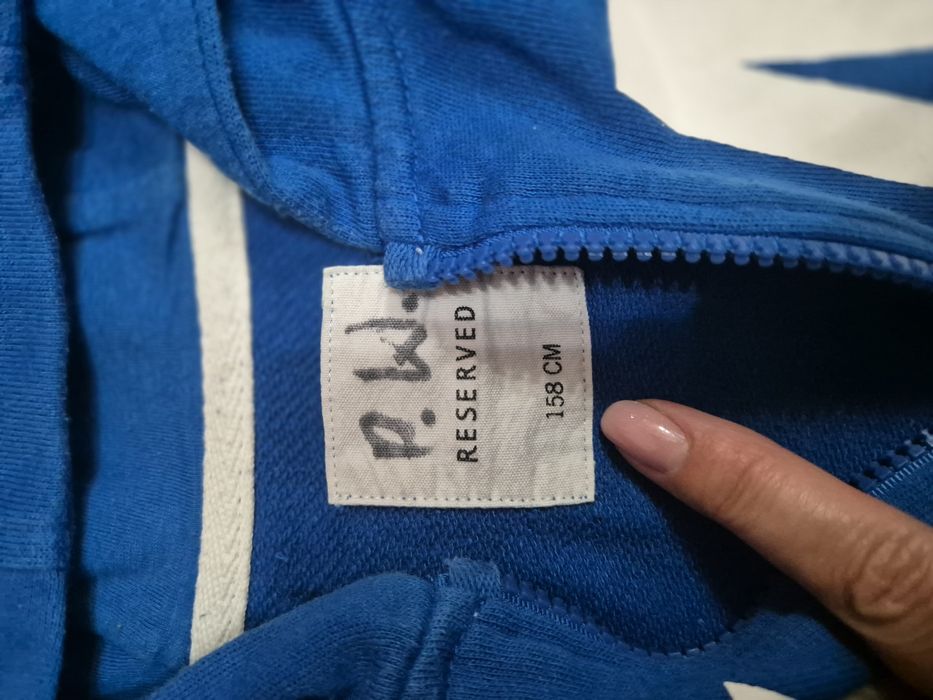 P. W.
RESERVED
158 CM